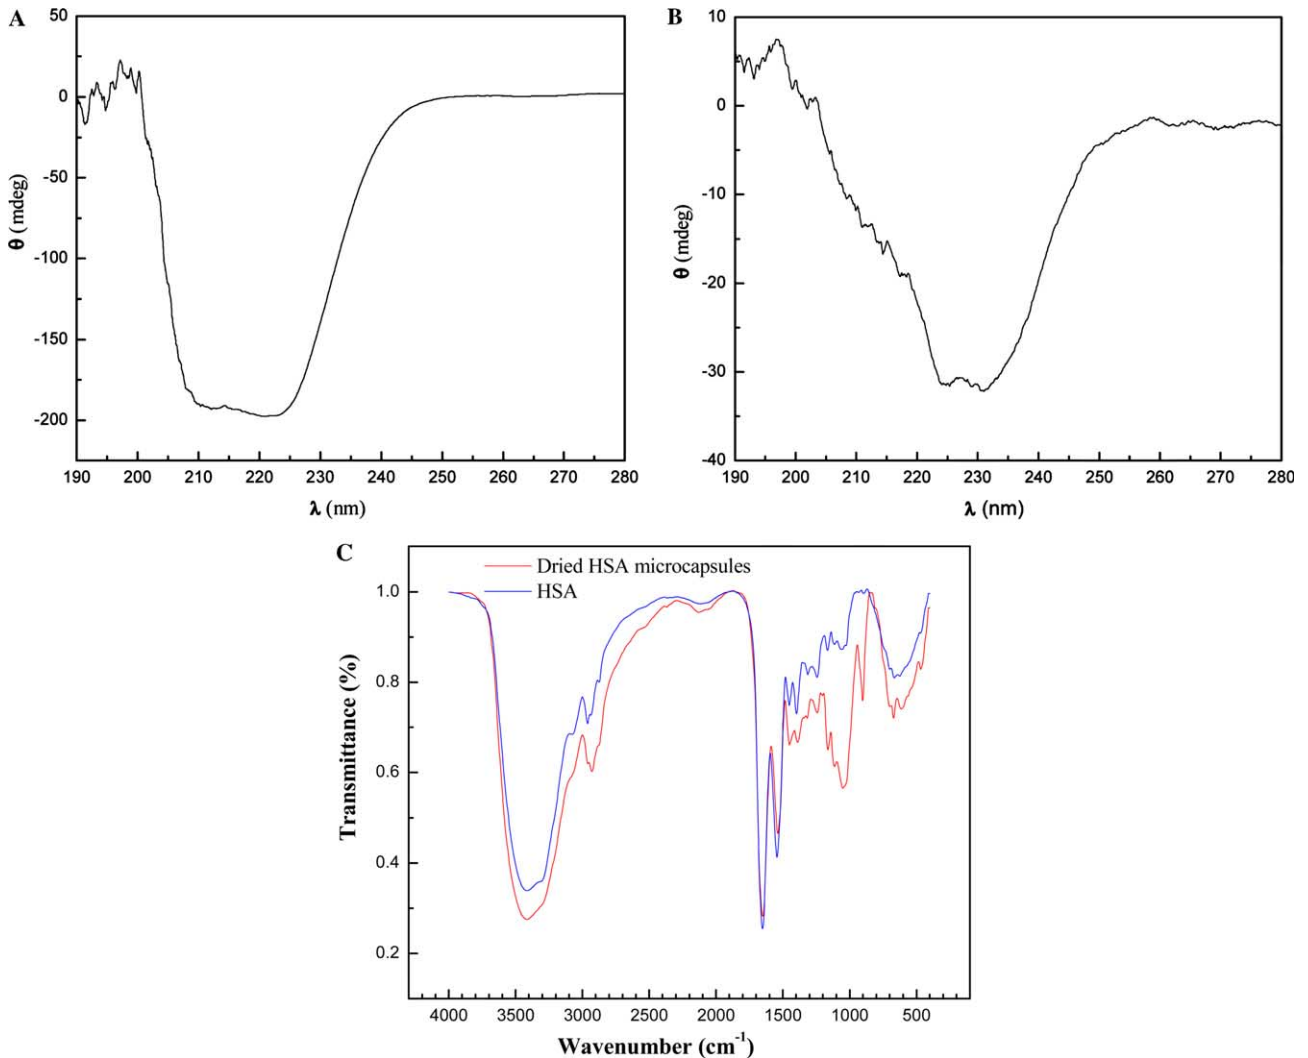 A
50
0
-50
-100
-150
-200
θ (mdeg)
190 200 210 220 230 240 250 260 270 280
λ (nm)
B
10
0
-10
-20
-30
-40
θ (mdeg)
190 200 210 220 230 240 250 260 270 280
λ (nm)
C
Dried HSA microcapsules
HSA
1.0
0.8
0.6
0.4
0.2
Transmittance (%)
4000 3500 3000 2500 2000 1500 1000 500
Wavenumber (cm⁻¹)